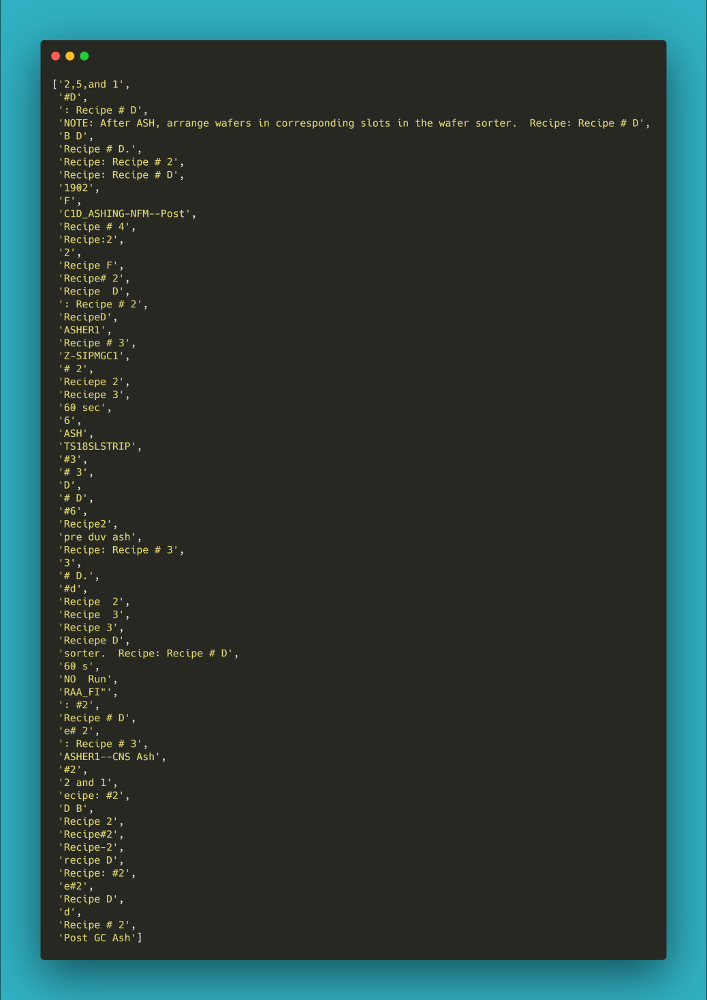 ['2,5,and 1',
'#D',
': Recipe # D',
'NOTE: After ASH, arrange wafers in corresponding slots in the wafer sorter.  Recipe: Recipe # D',
'B D',
'Recipe # D.',
'Recipe: Recipe # 2',
'Recipe: Recipe # D',
'1902',
'F',
'C1D_ASHING-NFM--Post',
'Recipe # 4',
'Recipe:2',
'2',
'Recipe F',
'Recipe# 2',
'Recipe  D',
': Recipe # 2',
'RecipeD',
'ASHER1',
'Recipe # 3',
'Z-SIPMGC1',
'# 2',
'Reciepe 2',
'Reciepe 3',
'60 sec',
'6',
'ASH',
'TS18SLSTRIP',
'#3',
'# 3',
'D',
'# D',
'#6',
'Recipe2',
'pre duv ash',
'Recipe: Recipe # 3',
'3',
'# D.',
'#d',
'Recipe  2',
'Recipe  3',
'Recipe 3',
'Reciepe D',
'sorter.  Recipe: Recipe # D',
'60 s',
'NO  Run',
'RAA_FI"',
': #2',
'Recipe # D',
'e# 2',
': Recipe # 3',
'ASHER1--CNS Ash',
'#2',
'2 and 1',
'ecipe: #2',
'D B',
'Recipe 2',
'Recipe#2',
'Recipe-2',
'recipe D',
'Recipe: #2',
'e#2',
'Recipe D',
'd',
'Recipe # 2',
'Post GC Ash']